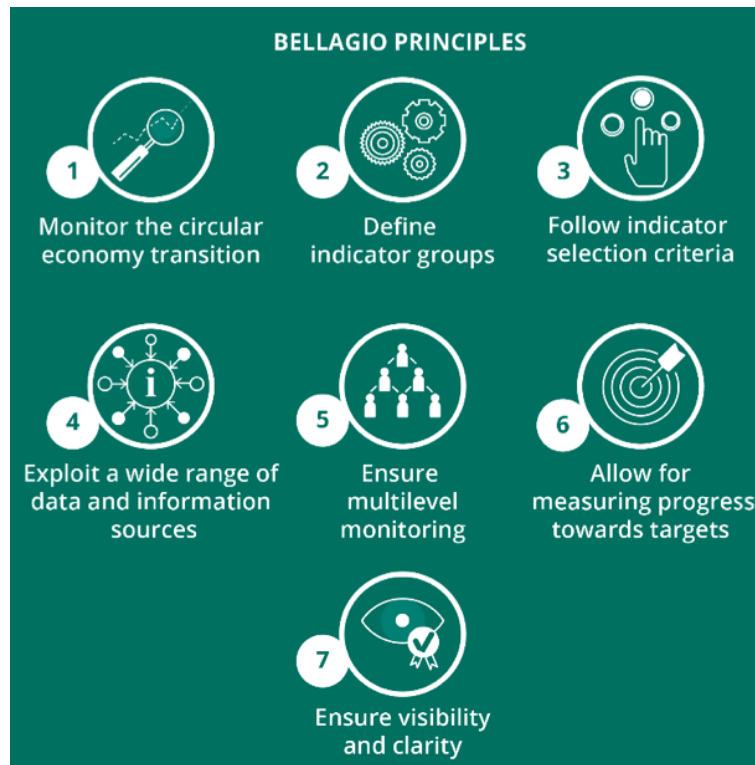 BELLAGIO PRINCIPLES
1
Monitor the circular
economy transition
2
Define
indicator groups
3
Follow indicator
selection criteria
4
i
Exploit a wide range of
data and information
sources
5
Ensure
multilevel
monitoring
6
Allow for
measuring progress
towards targets
7
Ensure visibility
and clarity